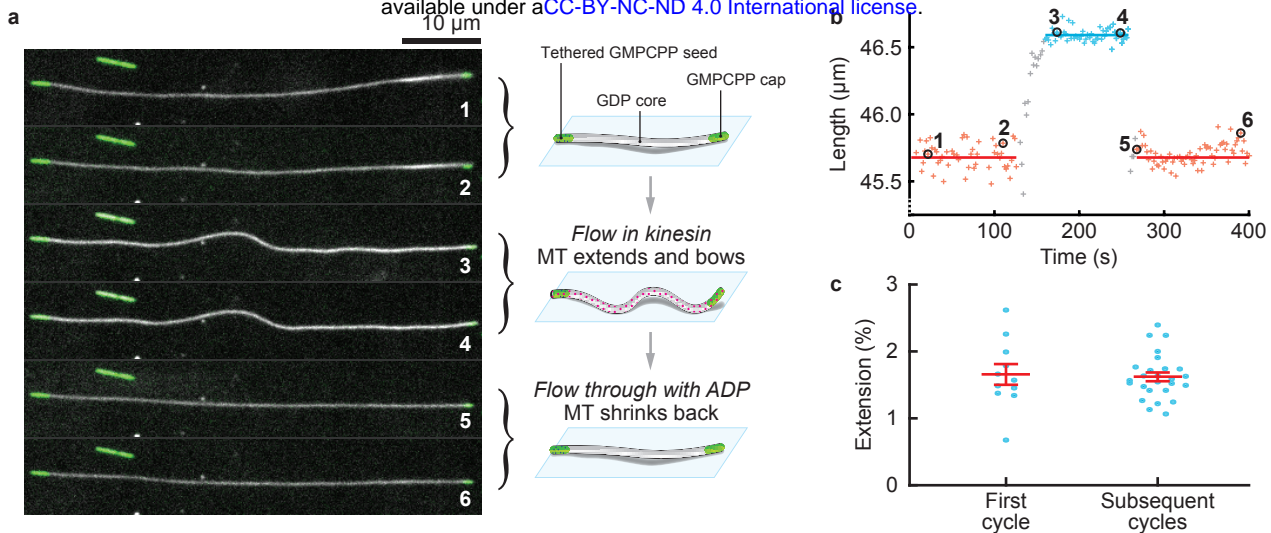 available under aCC-BY-NC-ND 4.0 International license.
a
10 µm
1
2
3
4
5
6
Tethered GMPCPP seed
GMPCPP cap
GDP core
Flow in kinesin
MT extends and bows
Flow through with ADP
MT shrinks back
b
Length (µm)
46.5
46.0
45.5
3
4
1
2
5
6
0
100
200
300
400
Time (s)
c
Extension (%)
3
2
1
0
First
cycle
Subsequent
cycles